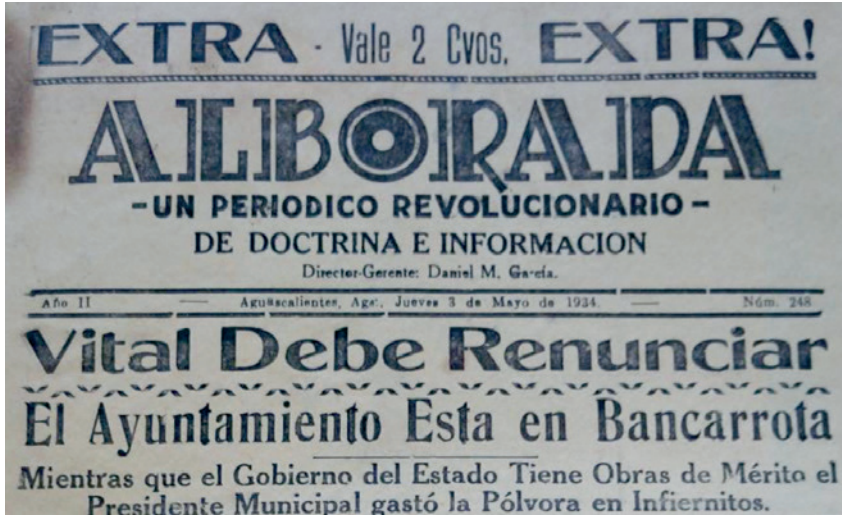 ¡EXTRA - Vale 2 Cvos. EXTRA!
ALBORADA
-UN PERIODICO REVOLUCIONARIO-
DE DOCTRINA E INFORMACION
Director-Gerente: Daniel M. García.
Año II — Aguascalientes, Ags., Jueves 3 de Mayo de 1934. — Núm. 248
Vital Debe Renunciar
El Ayuntamiento Esta en Bancarrota
Mientras que el Gobierno del Estado Tiene Obras de Mérito el
Presidente Municipal gastó la Pólvora en Infiernitos.